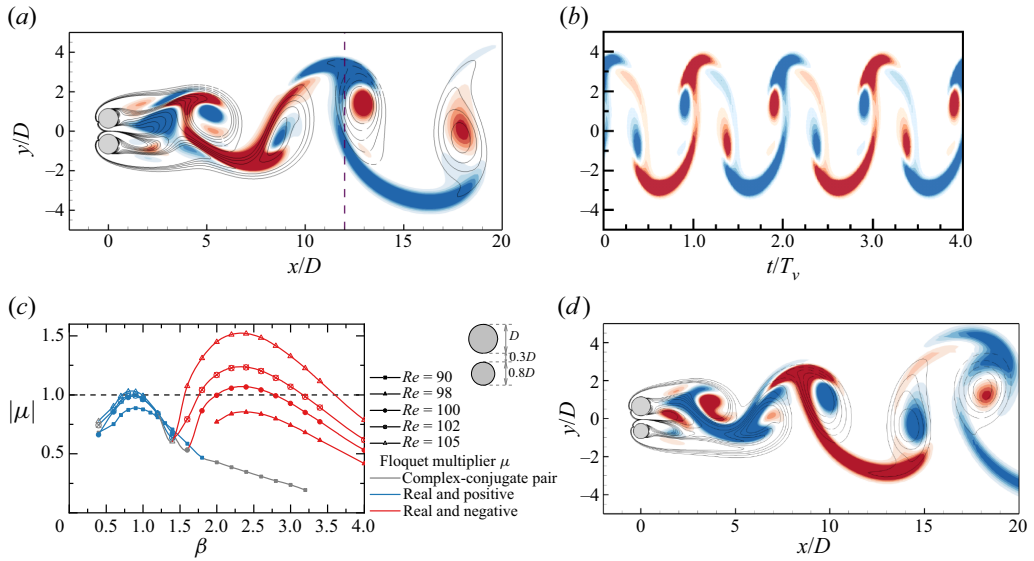 (a)
4
2
0
−2
−4
y/D
0
5
10
15
20
x/D
(b)
4
2
0
−2
−4
0
1.0
2.0
3.0
4.0
t/Tv
(c)
1.5
1.0
0.5
|μ|
0
0.5
1.0
1.5
2.0
2.5
3.0
3.5
4.0
β
D
0.3D
0.8D
Re = 90
Re = 98
Re = 100
Re = 102
Re = 105
Floquet multiplier μ
Complex-conjugate pair
Real and positive
Real and negative
(d)
4
2
0
−2
−4
y/D
0
5
10
15
20
x/D